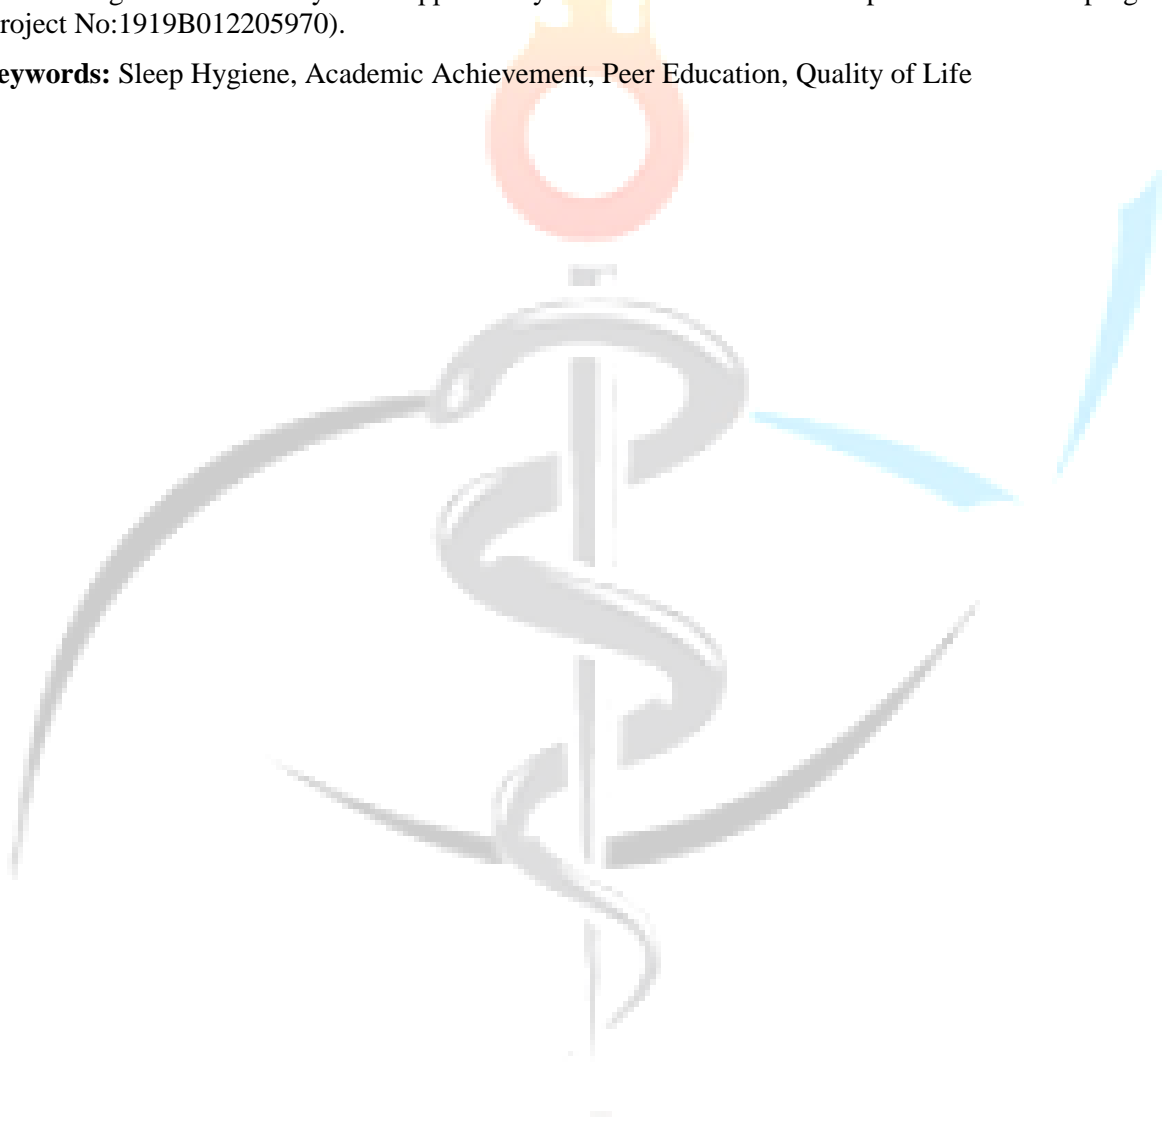 roject No:1919B012205970).
eywords: Sleep Hygiene, Academic Achievement, Peer Education, Quality of Life